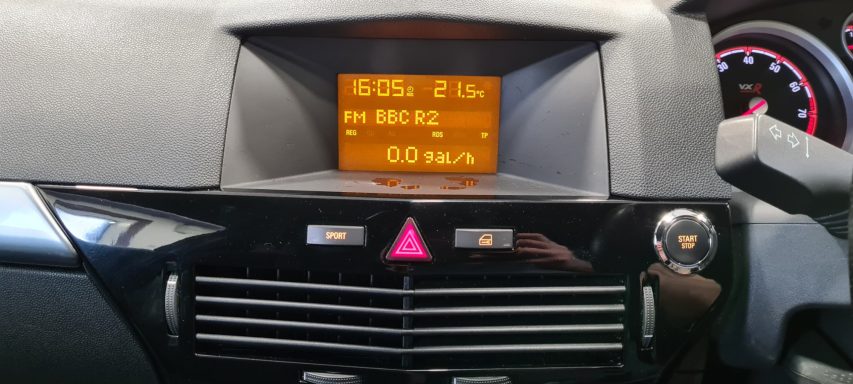 16:05 21.5°C
FM BBC R2
REG RDS TP
0.0 gal/h
30 40 50 60 70
VXR
SPORT
START
STOP